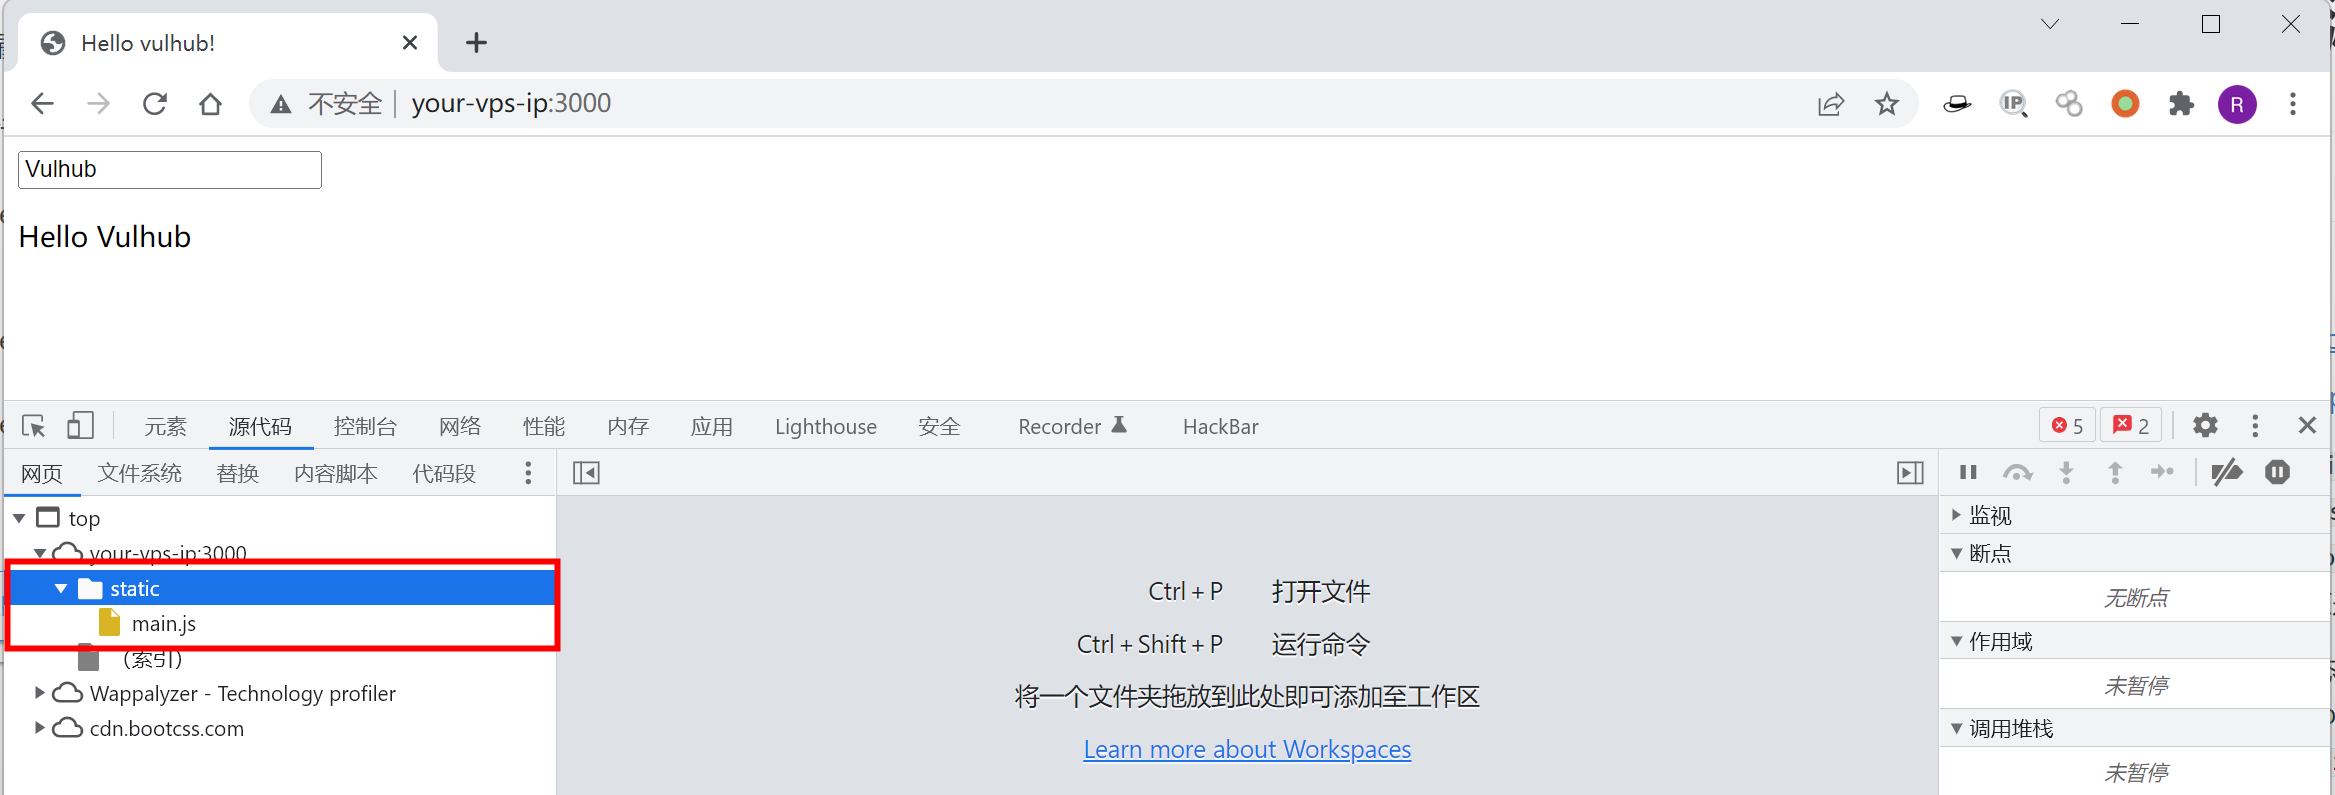 Hello vulhub!
不安全 your-vps-ip:3000
IP
R
Vulhub
Hello Vulhub
元素 源代码 控制台 网络 性能 内存 应用 Lighthouse 安全 Recorder HackBar 5 2
网页 文件系统 替换 内容脚本 代码段
top
your-vps-ip:3000
static
main.js
（索引）
Wappalyzer - Technology profiler
cdn.bootcss.com
Ctrl + P 打开文件
Ctrl + Shift + P 运行命令
将一个文件夹拖放到此处即可添加至工作区
Learn more about Workspaces
监视
断点
无断点
作用域
未暂停
调用堆栈
未暂停